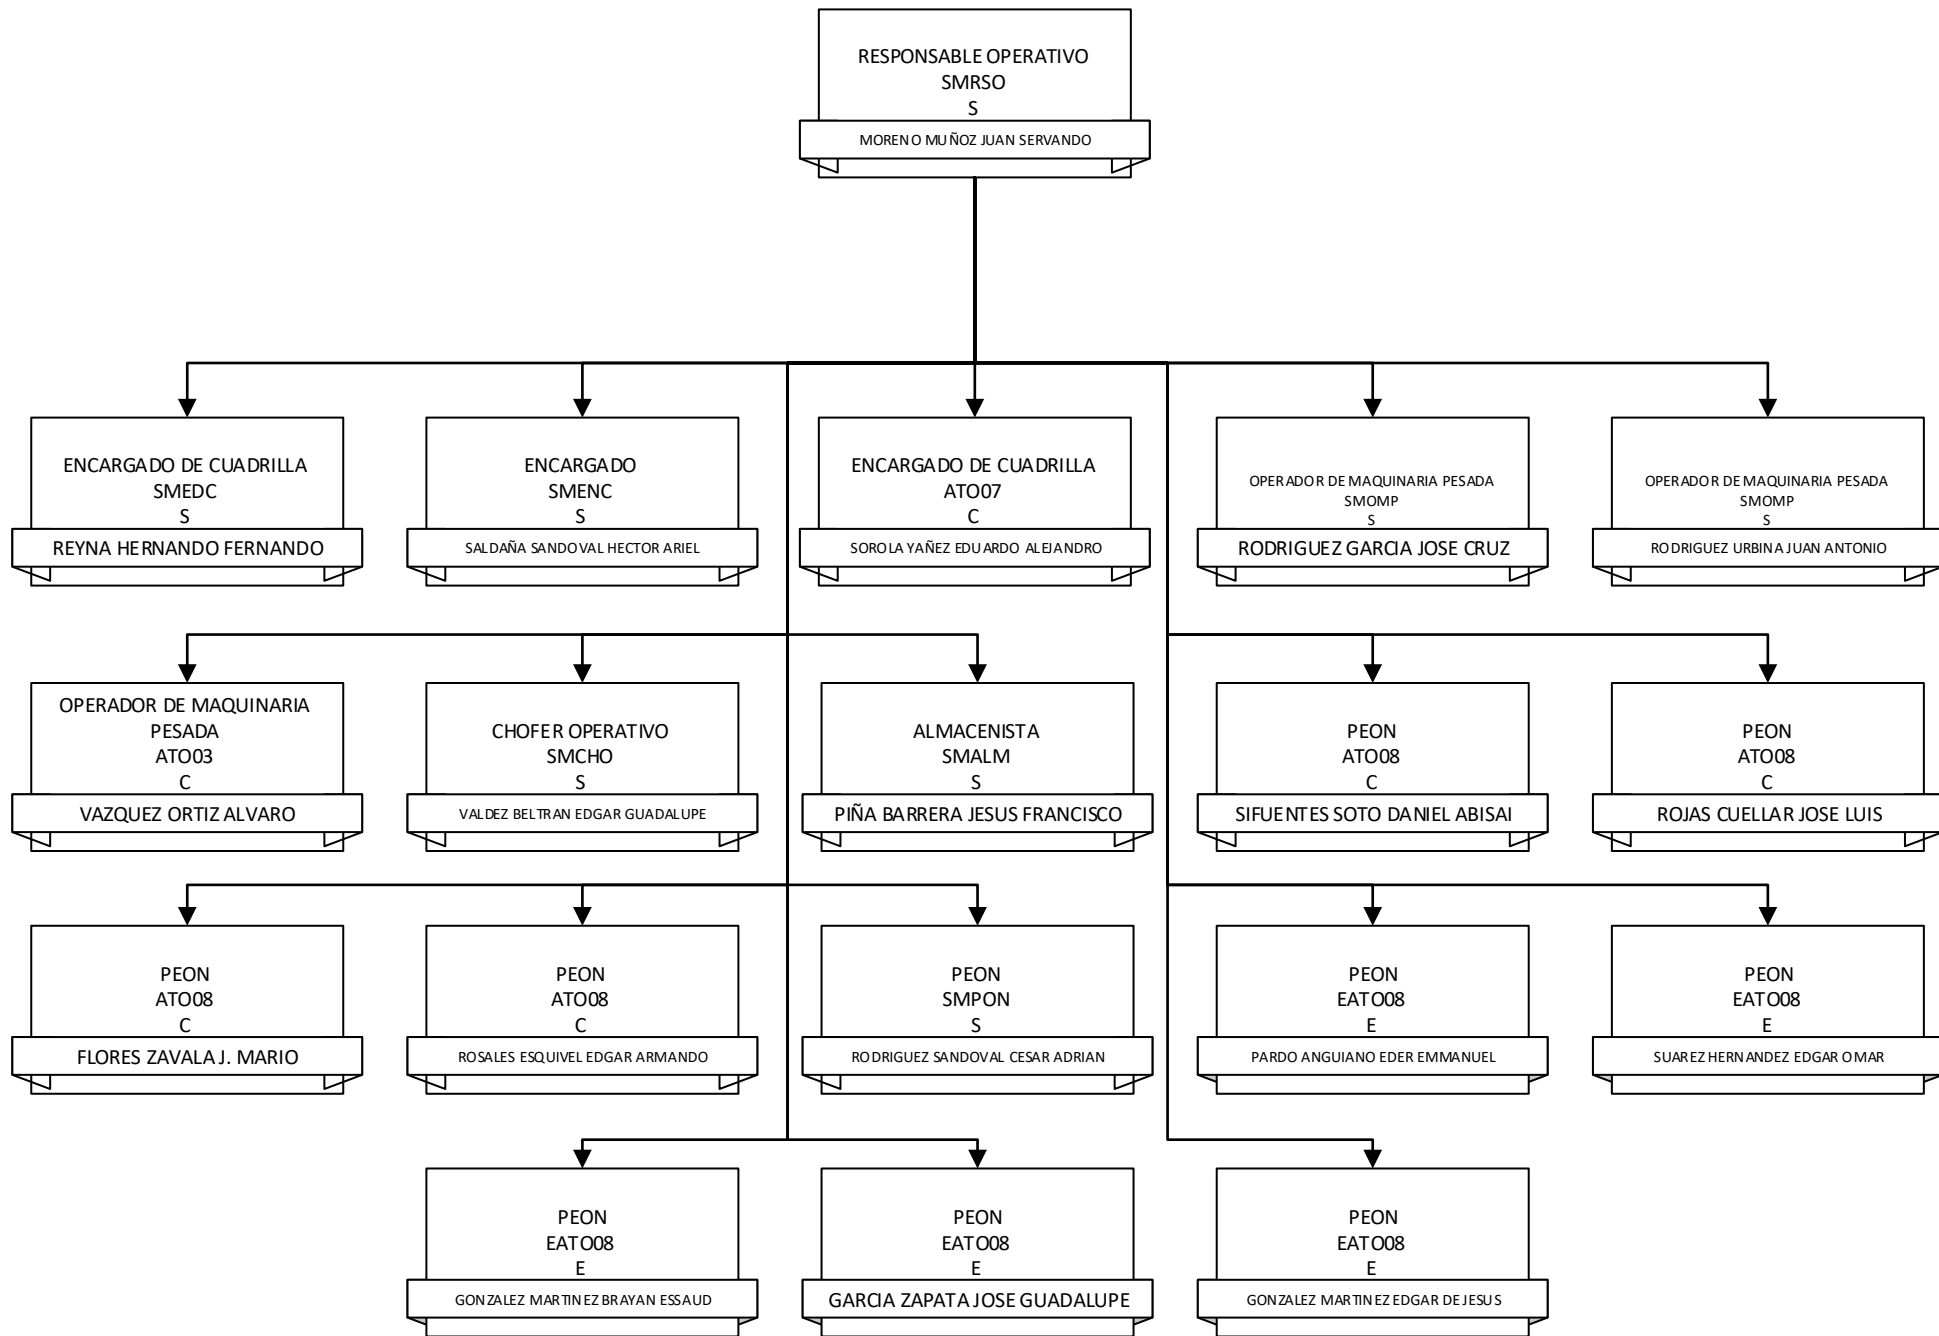 RESPONSABLE OPERATIVO
SMRSO
S
MORENO MUÑOZ JUAN SERVANDO
ENCARGADO DE CUADRILLA
SMEDC
S
REYNA HERNANDO FERNANDO
ENCARGADO
SMENC
S
SALDAÑA SANDOVAL HECTOR ARIEL
ENCARGADO DE CUADRILLA
ATO07
C
SOROLA YAÑEZ EDUARDO ALEJANDRO
OPERADOR DE MAQUINARIA PESADA
SMOMP
S
RODRIGUEZ GARCIA JOSE CRUZ
OPERADOR DE MAQUINARIA PESADA
SMOMP
S
RODRIGUEZ URBINA JUAN ANTONIO
OPERADOR DE MAQUINARIA
PESADA
ATO03
C
VAZQUEZ ORTIZ ALVARO
CHOFER OPERATIVO
SMCHO
S
VALDEZ BELTRAN EDGAR GUADALUPE
ALMACENISTA
SMALM
S
PIÑA BARRERA JESUS FRANCISCO
PEON
ATO08
C
SIFUENTES SOTO DANIEL ABISAI
PEON
ATO08
C
ROJAS CUELLAR JOSE LUIS
PEON
ATO08
C
FLORES ZAVALA J. MARIO
PEON
ATO08
C
ROSALES ESQUIVEL EDGAR ARMANDO
PEON
SMPON
S
RODRIGUEZ SANDOVAL CESAR ADRIAN
PEON
EATO08
E
PARDO ANGUIANO EDER EMMANUEL
PEON
EATO08
E
SUAREZ HERNANDEZ EDGAR OMAR
PEON
EATO08
E
GONZALEZ MARTINEZ BRAYAN ESSAUD
PEON
EATO08
E
GARCIA ZAPATA JOSE GUADALUPE
PEON
EATO08
E
GONZALEZ MARTINEZ EDGAR DE JESUS